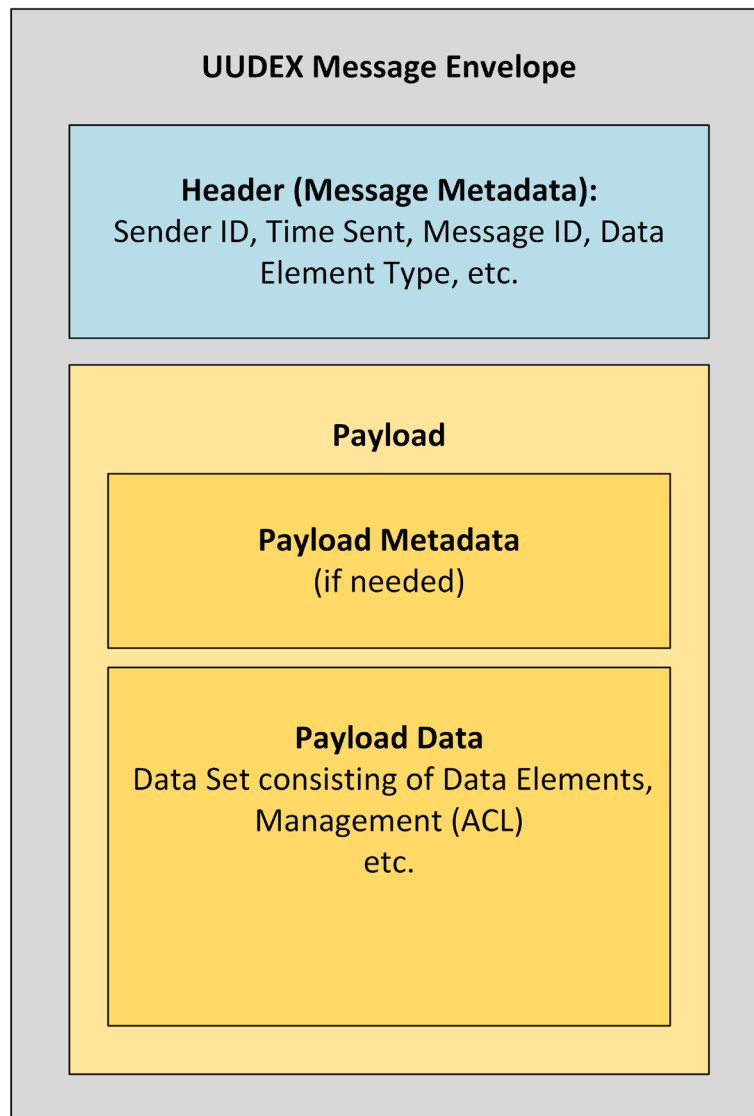 UUDEX Message Envelope
Header (Message Metadata):
Sender ID, Time Sent, Message ID, Data
Element Type, etc.
Payload
Payload Metadata
(if needed)
Payload Data
Data Set consisting of Data Elements,
Management (ACL)
etc.